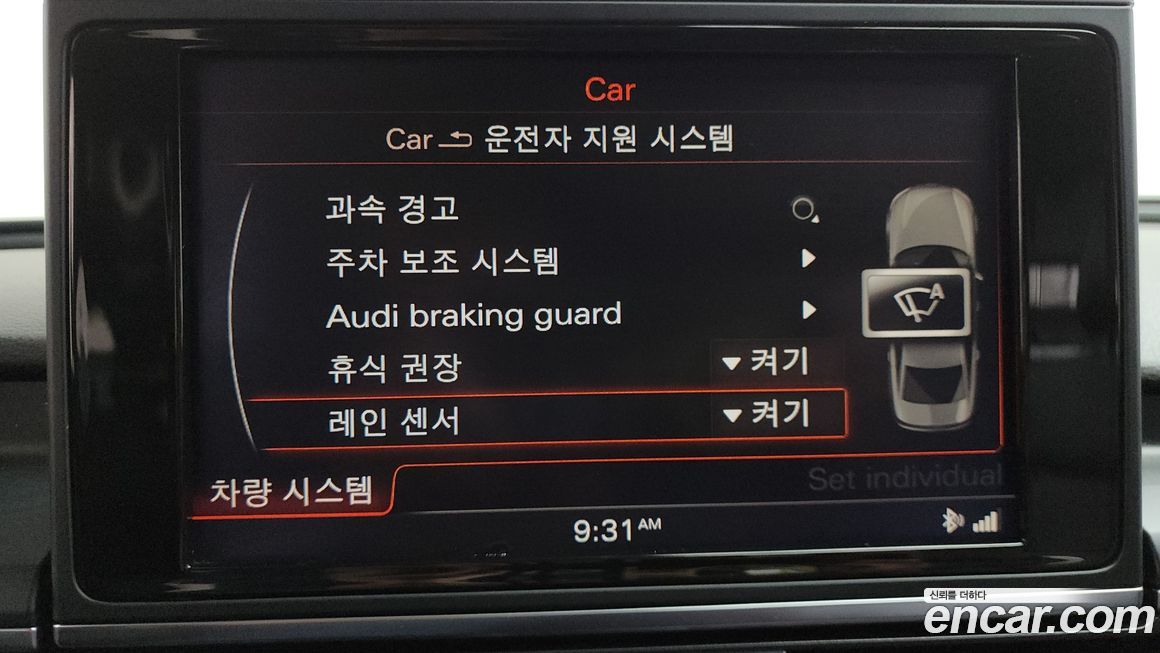 Car
Car 운전자 지원 시스템
과속 경고
주차 보조 시스템
Audi braking guard
휴식 권장 켜기
레인 센서 켜기
A
차량 시스템
Set individual
9:31 AM
신뢰를 더하다
encar.com